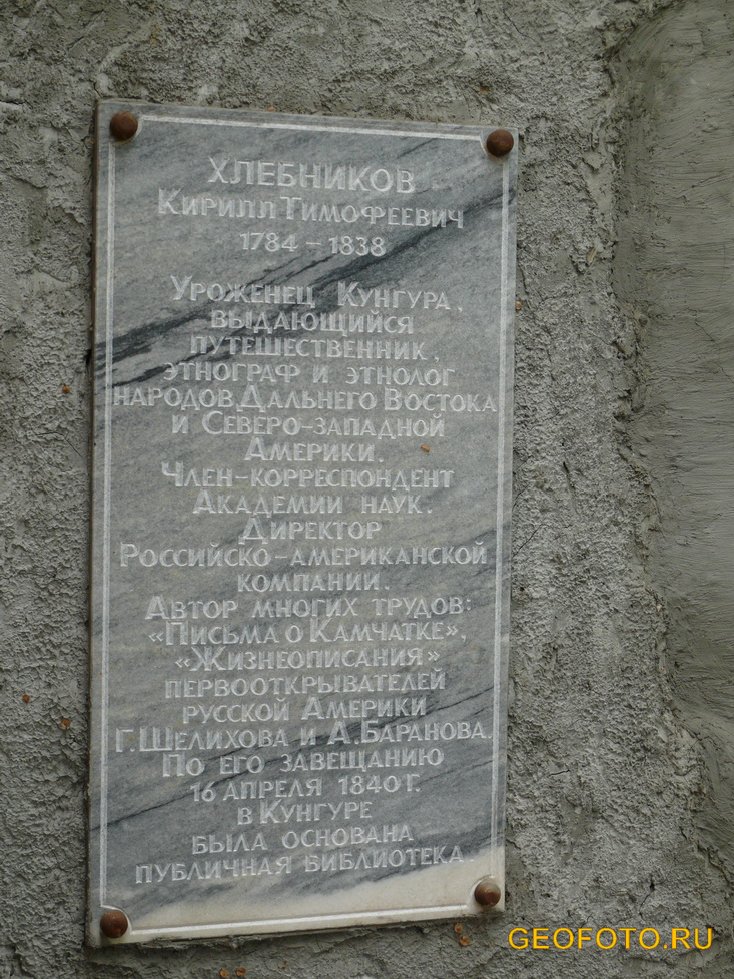 ХЛЕБНИКОВ
КИРИЛЛ ТИМОФЕЕВИЧ
1784 – 1838
УРОЖЕНЕЦ КУНГУРА,
ВЫДАЮЩИЙСЯ
ПУТЕШЕСТВЕННИК,
ЭТНОГРАФ И ЭТНОЛОГ
НАРОДОВ ДАЛЬНЕГО ВОСТОКА
И СЕВЕРО-ЗАПАДНОЙ
АМЕРИКИ.
ЧЛЕН-КОРРЕСПОНДЕНТ
АКАДЕМИИ НАУК.
ДИРЕКТОР
РОССИЙСКО-АМЕРИКАНСКОЙ
КОМПАНИИ.
АВТОР МНОГИХ ТРУДОВ:
«ПИСЬМА О КАМЧАТКЕ»,
«ЖИЗНЕОПИСАНИЯ»
ПЕРВООТКРЫВАТЕЛЕЙ
РУССКОЙ АМЕРИКИ
Г.ШЕЛИХОВА И А.БАРАНОВА.
ПО ЕГО ЗАВЕЩАНИЮ
16 АПРЕЛЯ 1840 Г.
В КУНГУРЕ
БЫЛА ОСНОВАНА
ПУБЛИЧНАЯ БИБЛИОТЕКА.
GEOFOTO.RU